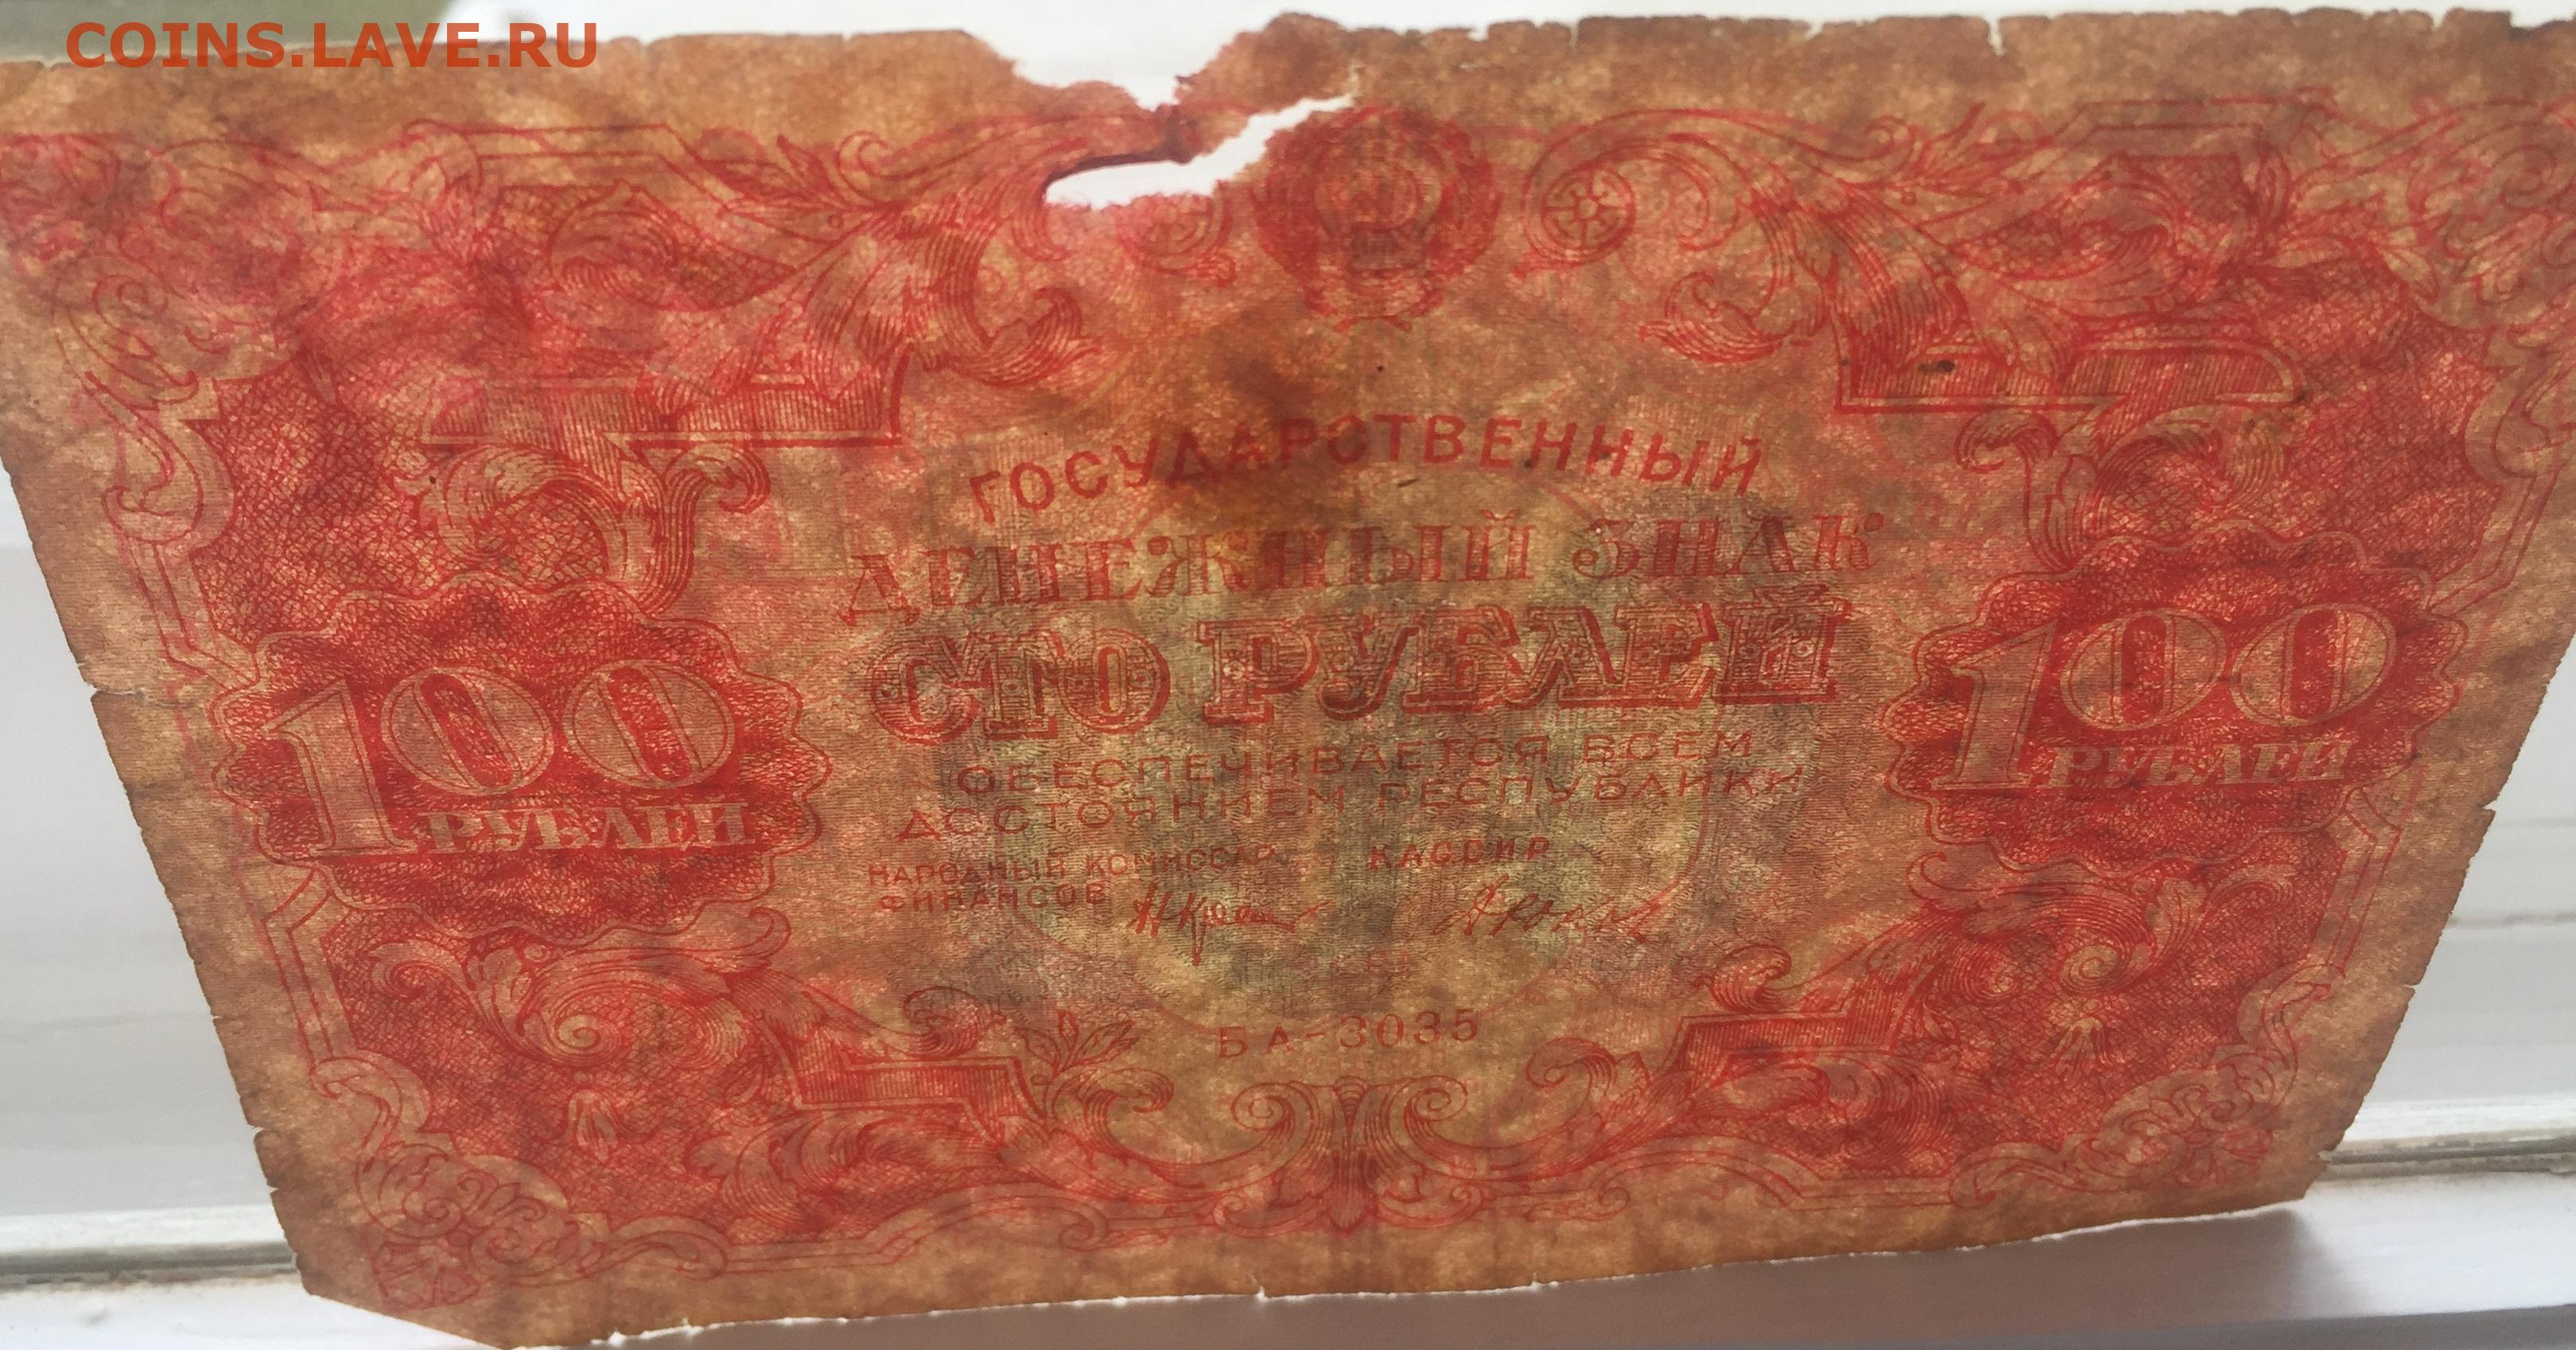 COINS.LAVE.RU
ГОСУДАРСТВЕННЫЙ
ДЕНЕЖНЫЙ ЗНАК
СТО РУБЛЕЙ
100
РУБЛЕЙ
100
РУБЛЕЙ
ОБЕСПЕЧИВАЕТСЯ ВСЕМ
ДОСТОЯНИЕМ РЕСПУБЛИКИ
НАРОДНЫЙ КОМИССАР
ФИНАНСОВ
КАССИР
БА-3035